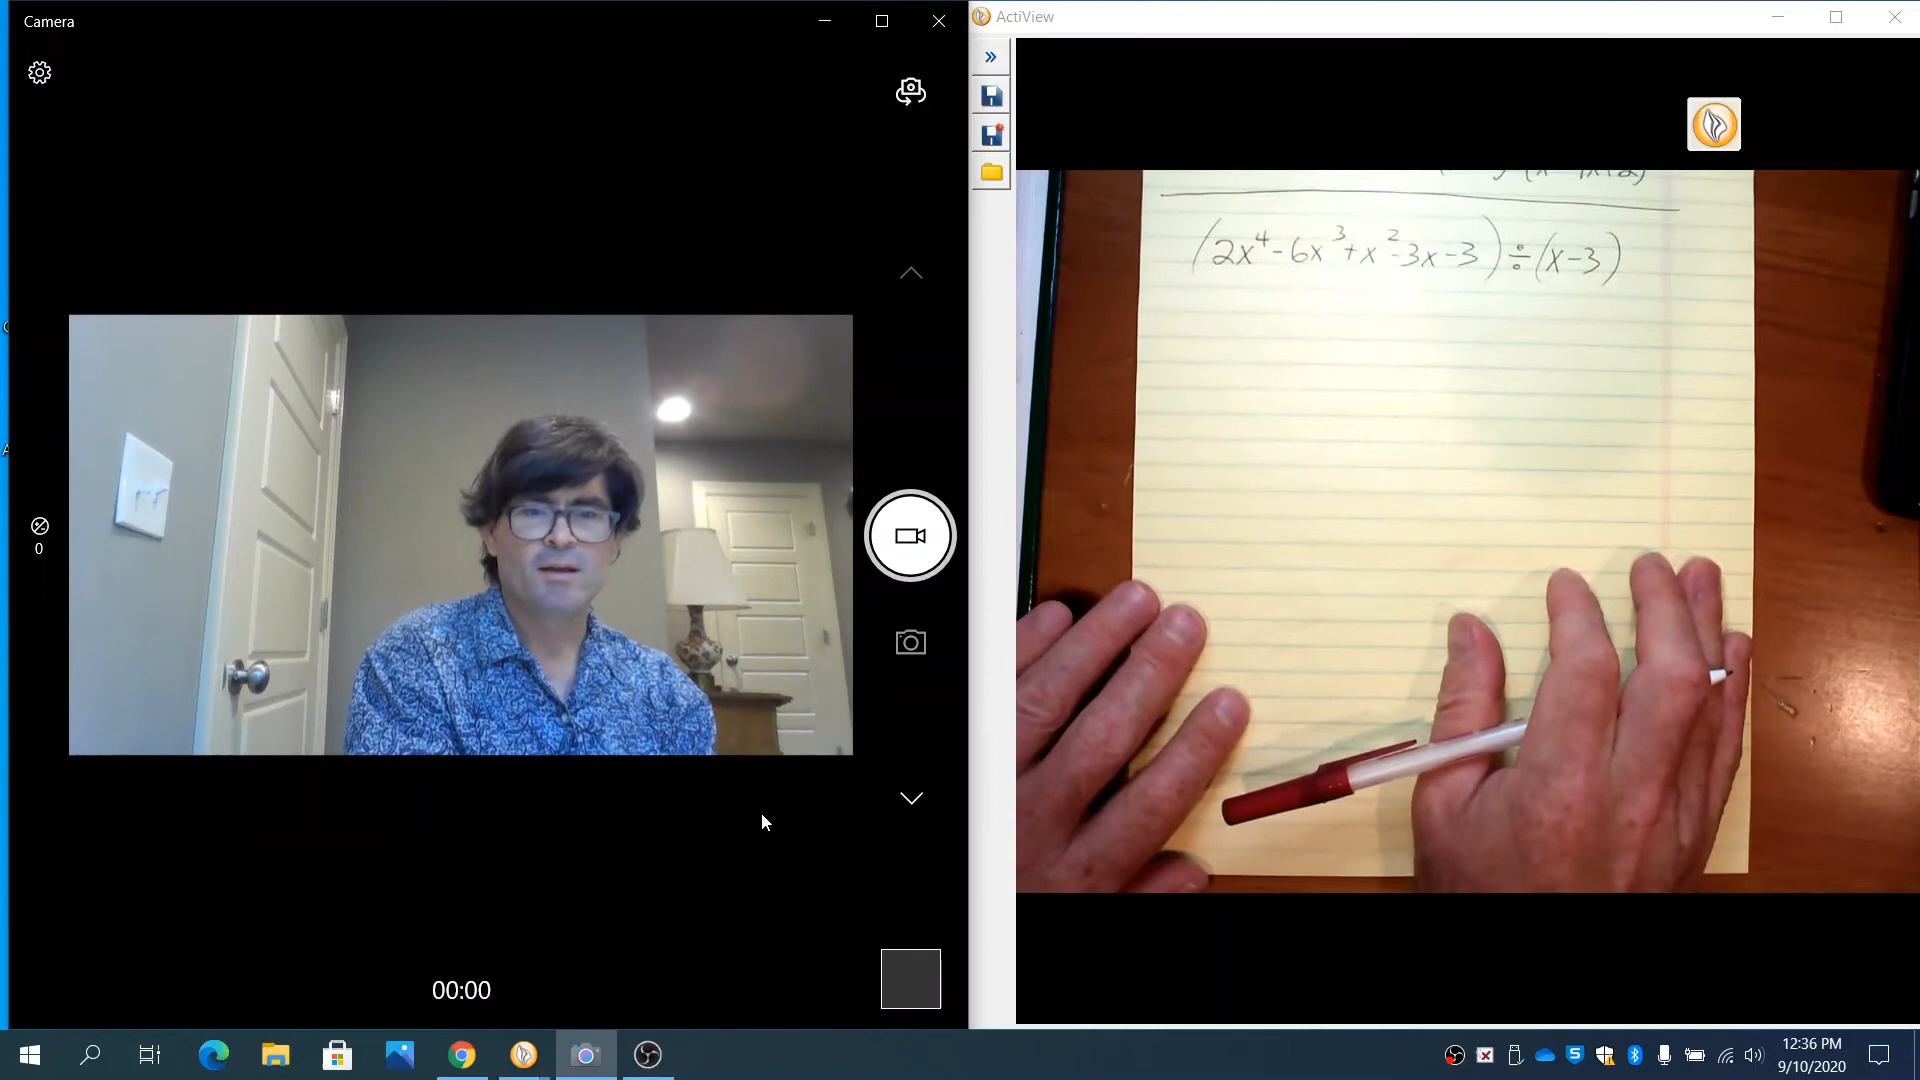 Camera
ActiView
(2x⁴-6x³+x²-3x-3)÷(x-3)
0
00:00
12:36 PM
9/10/2020